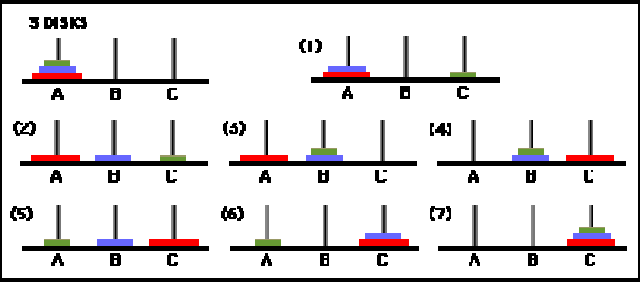 3 DISKS
(1)
A B C
A B C
(2) (3) (4)
A B C A B C A B C
(5) (6) (7)
A B C A B C A B C